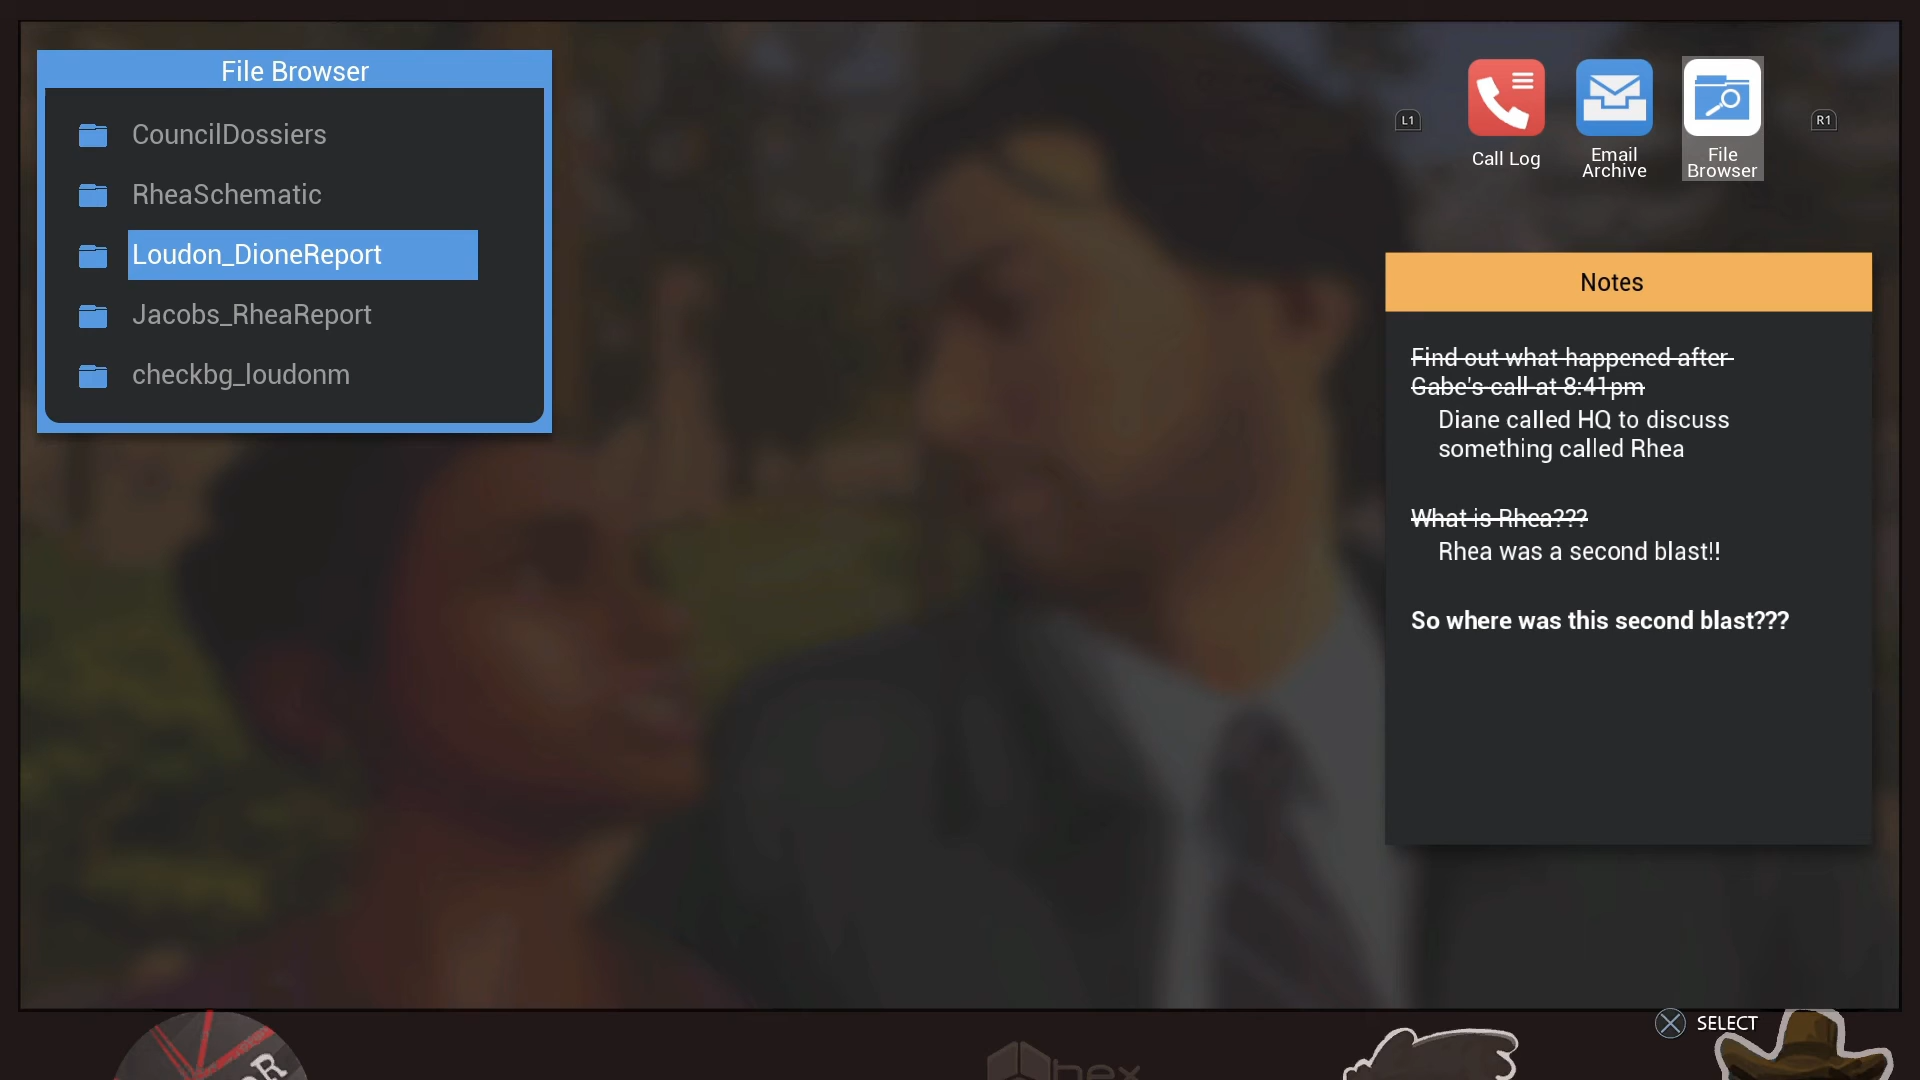 File Browser
CouncilDossiers
RheaSchematic
Loudon_DioneReport
Jacobs_RheaReport
checkbg_loudonm
L1
Call Log
Email
Archive
File
Browser
R1
Notes
Find out what happened after
Gabe's call at 8:41pm
Diane called HQ to discuss
something called Rhea
What is Rhea???
Rhea was a second blast!!
So where was this second blast???
SELECT
hex